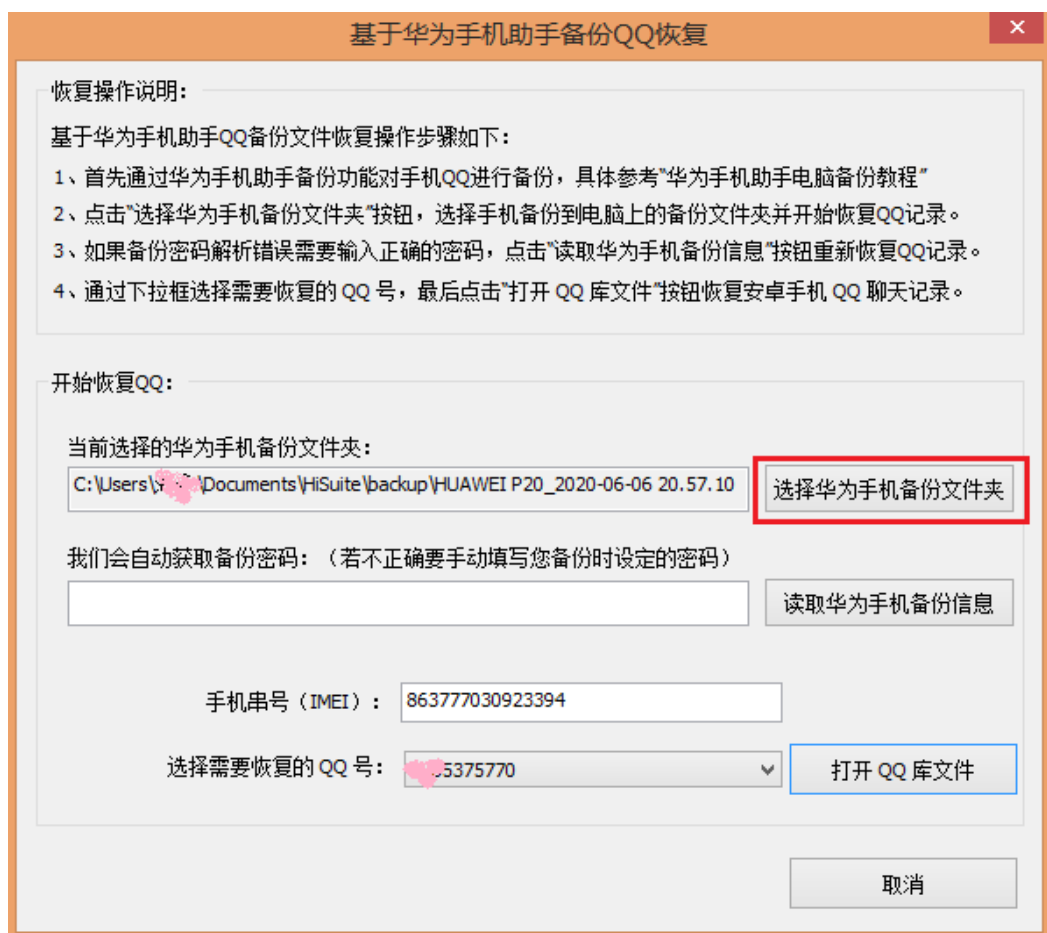 基于华为手机助手备份QQ恢复
恢复操作说明：
基于华为手机助手QQ备份文件恢复操作步骤如下：
1、首先通过华为手机助手备份功能对手机QQ进行备份，具体参考“华为手机助手电脑备份教程”
2、点击“选择华为手机备份文件夹”按钮，选择手机备份到电脑上的备份文件夹并开始恢复QQ记录。
3、如果备份密码解析错误需要输入正确的密码，点击“读取华为手机备份信息”按钮重新恢复QQ记录。
4、通过下拉框选择需要恢复的 QQ 号，最后点击“打开 QQ 库文件”按钮恢复安卓手机 QQ 聊天记录。
开始恢复QQ：
当前选择的华为手机备份文件夹：
C:\Users\ \Documents\HiSuite\backup\HUAWEI P20_2020-06-06 20.57.10
选择华为手机备份文件夹
我们会自动获取备份密码：（若不正确要手动填写您备份时设定的密码）
读取华为手机备份信息
手机串号（IMEI）：
863777030923394
选择需要恢复的 QQ 号：
5375770
打开 QQ 库文件
取消